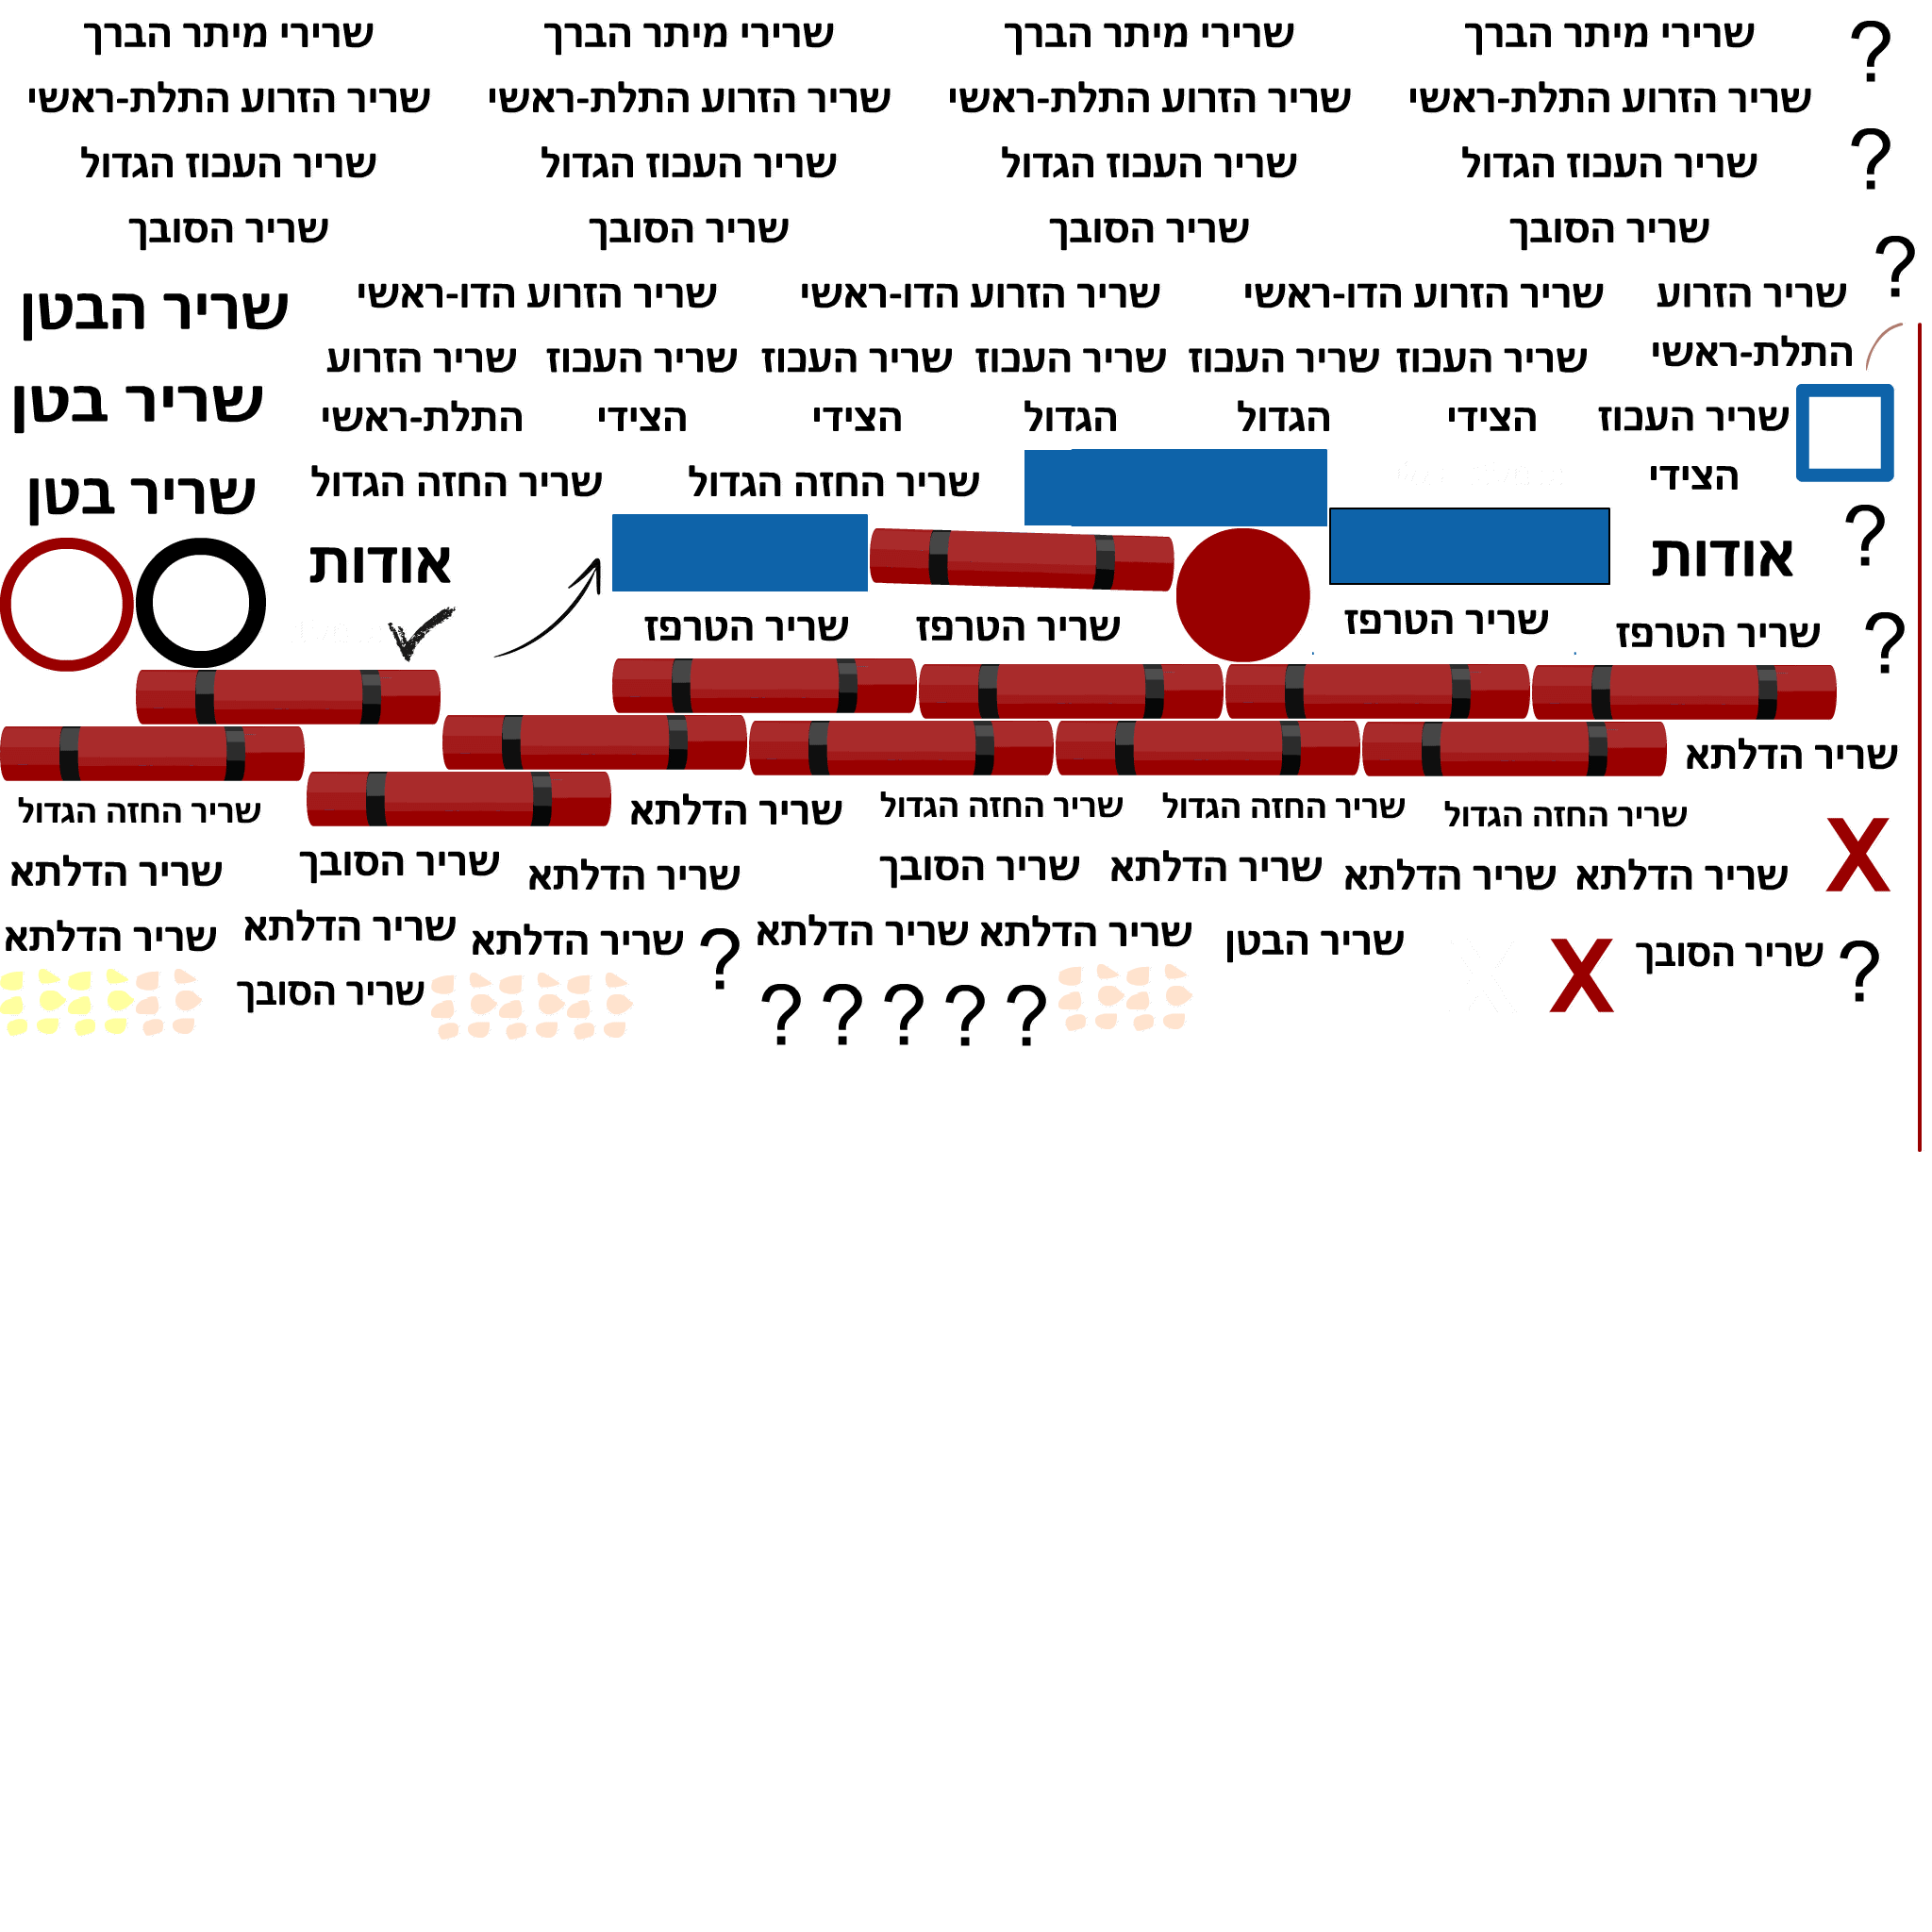 שרירי מיתר הברך שרירי מיתר הברך שרירי מיתר הברך שרירי מיתר הברך ?
שריר הזרוע התלת-ראשי שריר הזרוע התלת-ראשי שריר הזרוע התלת-ראשי שריר הזרוע התלת-ראשי
שריר העכוז הגדול שריר העכוז הגדול שריר העכוז הגדול שריר העכוז הגדול ?
שריר הסובך שריר הסובך שריר הסובך שריר הסובך ?
שריר הזרוע שריר הזרוע הדו-ראשי שריר הזרוע הדו-ראשי שריר הזרוע הדו-ראשי שריר הבטן
התלת-ראשי שריר העכוז שריר העכוז שריר העכוז שריר העכוז שריר העכוז שריר הזרוע
שריר בטן
שריר העכוז הצידי הגדול הגדול הצידי הצידי התלת-ראשי
הצידי שריר החזה הגדול שריר החזה הגדול שריר בטן
? אודות אודות
? שריר הטרפז שריר הטרפז שריר הטרפז שריר הטרפז
שריר הדלתא
שריר החזה הגדול שריר החזה הגדול שריר החזה הגדול שריר הדלתא שריר החזה הגדול
X
שריר הדלתא שריר הדלתא שריר הדלתא שריר הסובך שריר הדלתא שריר הסובך שריר הדלתא
? שריר הסובך X שריר הבטן שריר הדלתא שריר הדלתא ? שריר הדלתא שריר הדלתא שריר הדלתא
? ? ? ? ? שריר הסובך